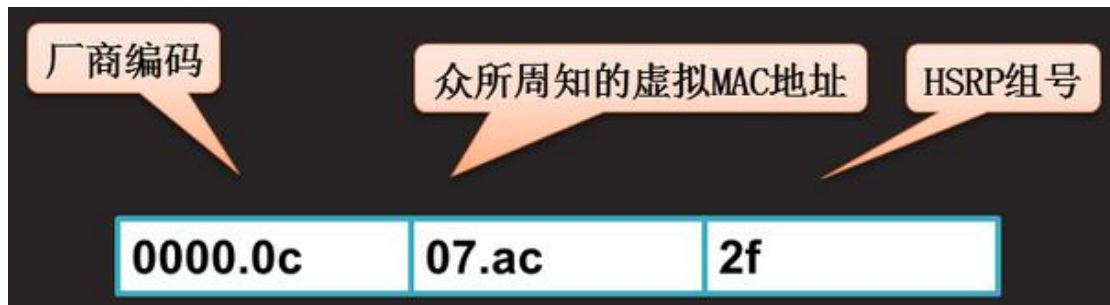 厂商编码
众所周知的虚拟MAC地址
HSRP组号
0000.0c
07.ac
2f